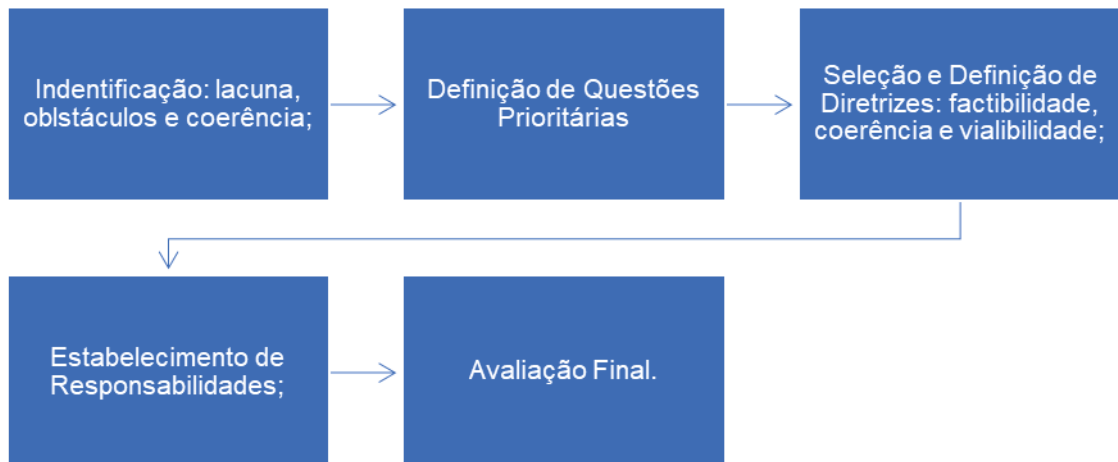 Indentificação: lacuna,
oblstáculos e coerência;
Definição de Questões
Prioritárias
Seleção e Definição de
Diretrizes: factibilidade,
coerência e vialibilidade;
Estabelecimento de
Responsabilidades;
Avaliação Final.